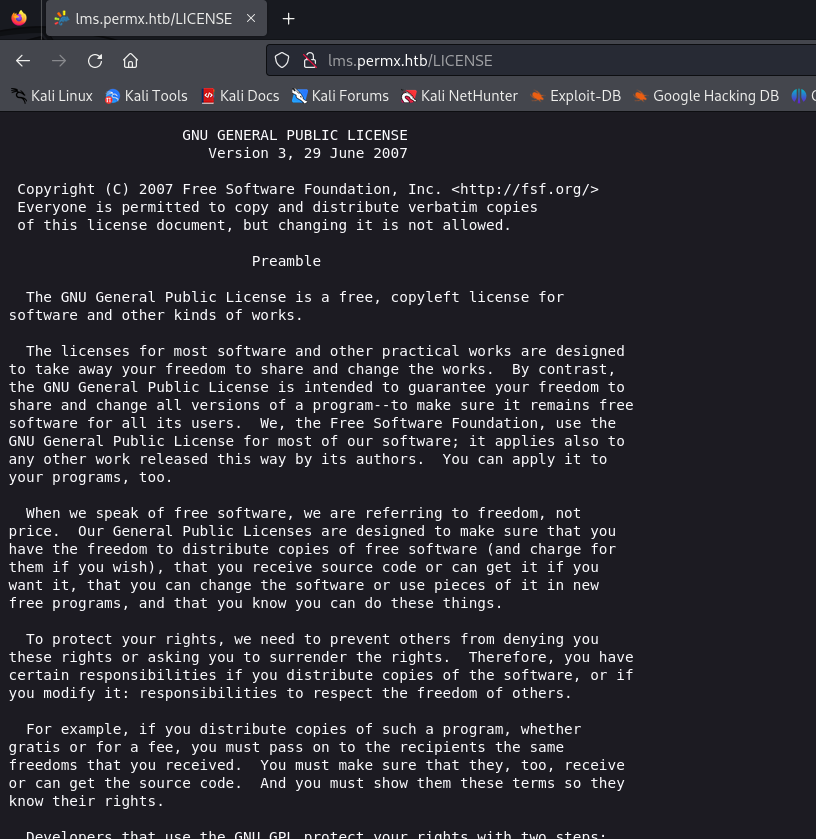 lms.permx.htb/LICENSE
lms.permx.htb/LICENSE
Kali Linux Kali Tools Kali Docs Kali Forums Kali NetHunter Exploit-DB Google Hacking DB
GNU GENERAL PUBLIC LICENSE
Version 3, 29 June 2007
Copyright (C) 2007 Free Software Foundation, Inc. <http://fsf.org/>
Everyone is permitted to copy and distribute verbatim copies
of this license document, but changing it is not allowed.
Preamble
The GNU General Public License is a free, copyleft license for
software and other kinds of works.
The licenses for most software and other practical works are designed
to take away your freedom to share and change the works.  By contrast,
the GNU General Public License is intended to guarantee your freedom to
share and change all versions of a program--to make sure it remains free
software for all its users.  We, the Free Software Foundation, use the
GNU General Public License for most of our software; it applies also to
any other work released this way by its authors.  You can apply it to
your programs, too.
When we speak of free software, we are referring to freedom, not
price.  Our General Public Licenses are designed to make sure that you
have the freedom to distribute copies of free software (and charge for
them if you wish), that you receive source code or can get it if you
want it, that you can change the software or use pieces of it in new
free programs, and that you know you can do these things.
To protect your rights, we need to prevent others from denying you
these rights or asking you to surrender the rights.  Therefore, you have
certain responsibilities if you distribute copies of the software, or if
you modify it: responsibilities to respect the freedom of others.
For example, if you distribute copies of such a program, whether
gratis or for a fee, you must pass on to the recipients the same
freedoms that you received.  You must make sure that they, too, receive
or can get the source code.  And you must show them these terms so they
know their rights.
Developers that use the GNU GPL protect your rights with two steps: